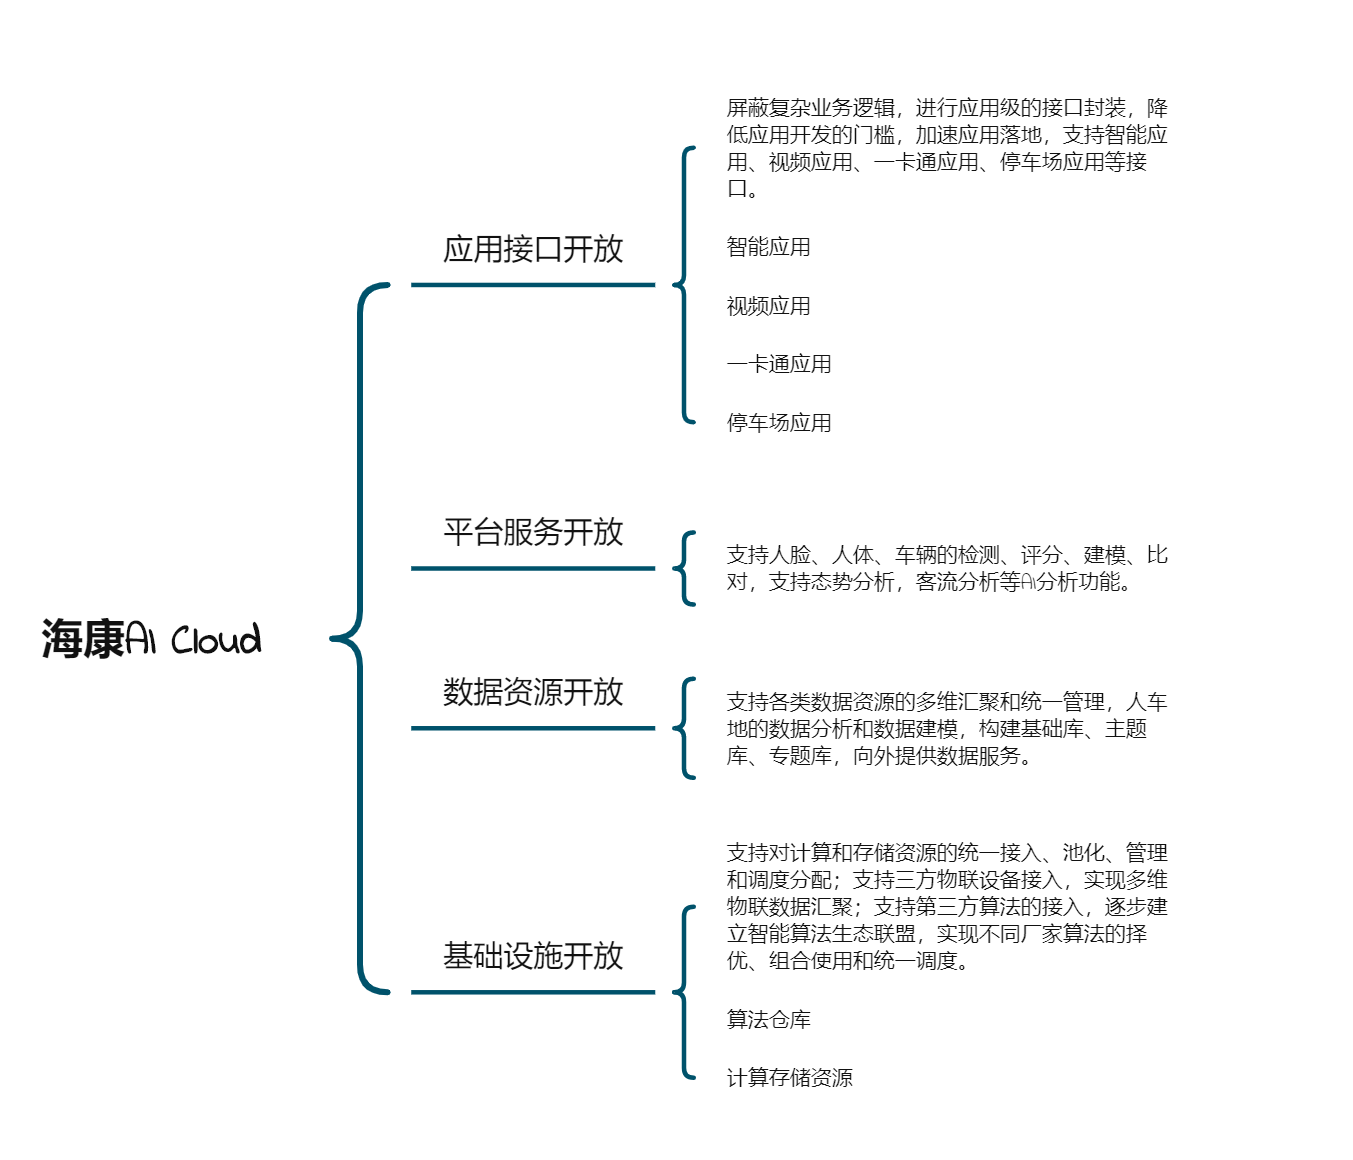 海康AI Cloud
应用接口开放
屏蔽复杂业务逻辑，进行应用级的接口封装，降
低应用开发的门槛，加速应用落地，支持智能应
用、视频应用、一卡通应用、停车场应用等接
口。
智能应用
视频应用
一卡通应用
停车场应用
平台服务开放
支持人脸、人体、车辆的检测、评分、建模、比
对，支持态势分析，客流分析等AI分析功能。
数据资源开放
支持各类数据资源的多维汇聚和统一管理，人车
地的数据分析和数据建模，构建基础库、主题
库、专题库，向外提供数据服务。
基础设施开放
支持对计算和存储资源的统一接入、池化、管理
和调度分配；支持三方物联设备接入，实现多维
物联数据汇聚；支持第三方算法的接入，逐步建
立智能算法生态联盟，实现不同厂家算法的择
优、组合使用和统一调度。
算法仓库
计算存储资源